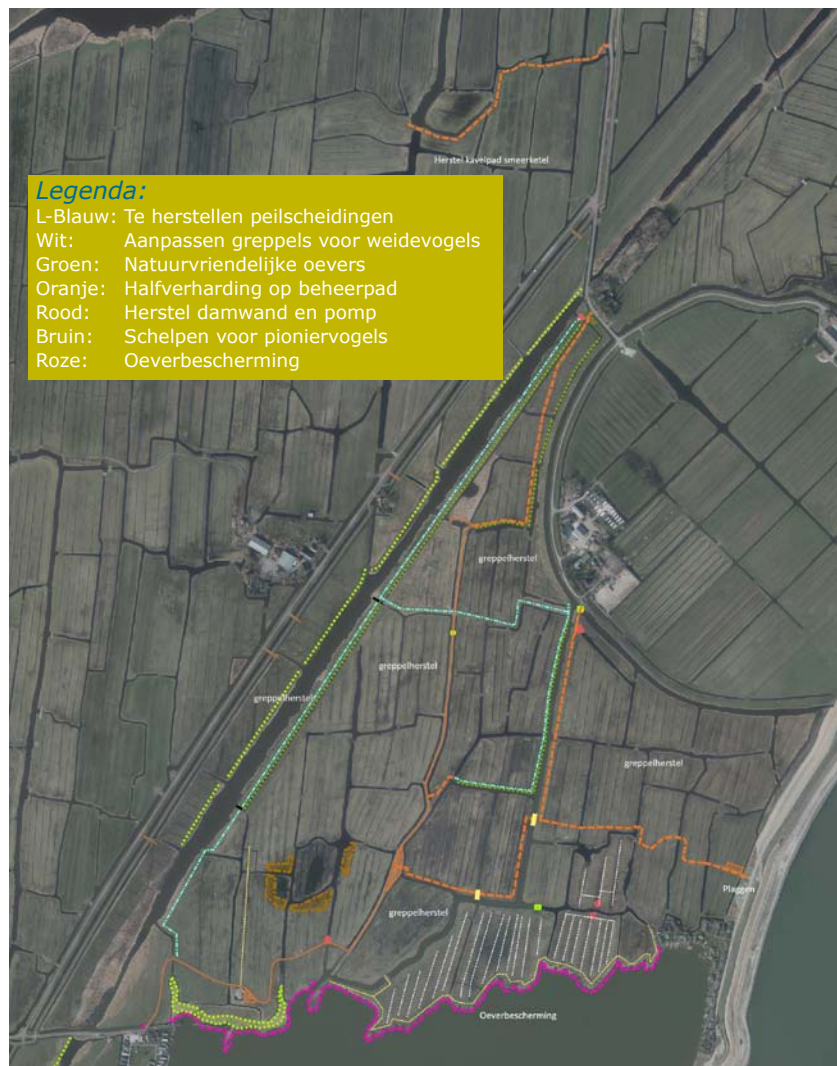 Herstel kavelpad smeerketel
Legenda:
L-Blauw: Te herstellen peilscheidingen
Wit: Aanpassen greppels voor weidevogels
Groen: Natuurvriendelijke oevers
Oranje: Halfverharding op beheerpad
Rood: Herstel damwand en pomp
Bruin: Schelpen voor pioniervogels
Roze: Oeverbescherming
greppelherstel
greppelherstel
greppelherstel
greppelherstel
Plaggen
greppelherstel
Oeverbescherming